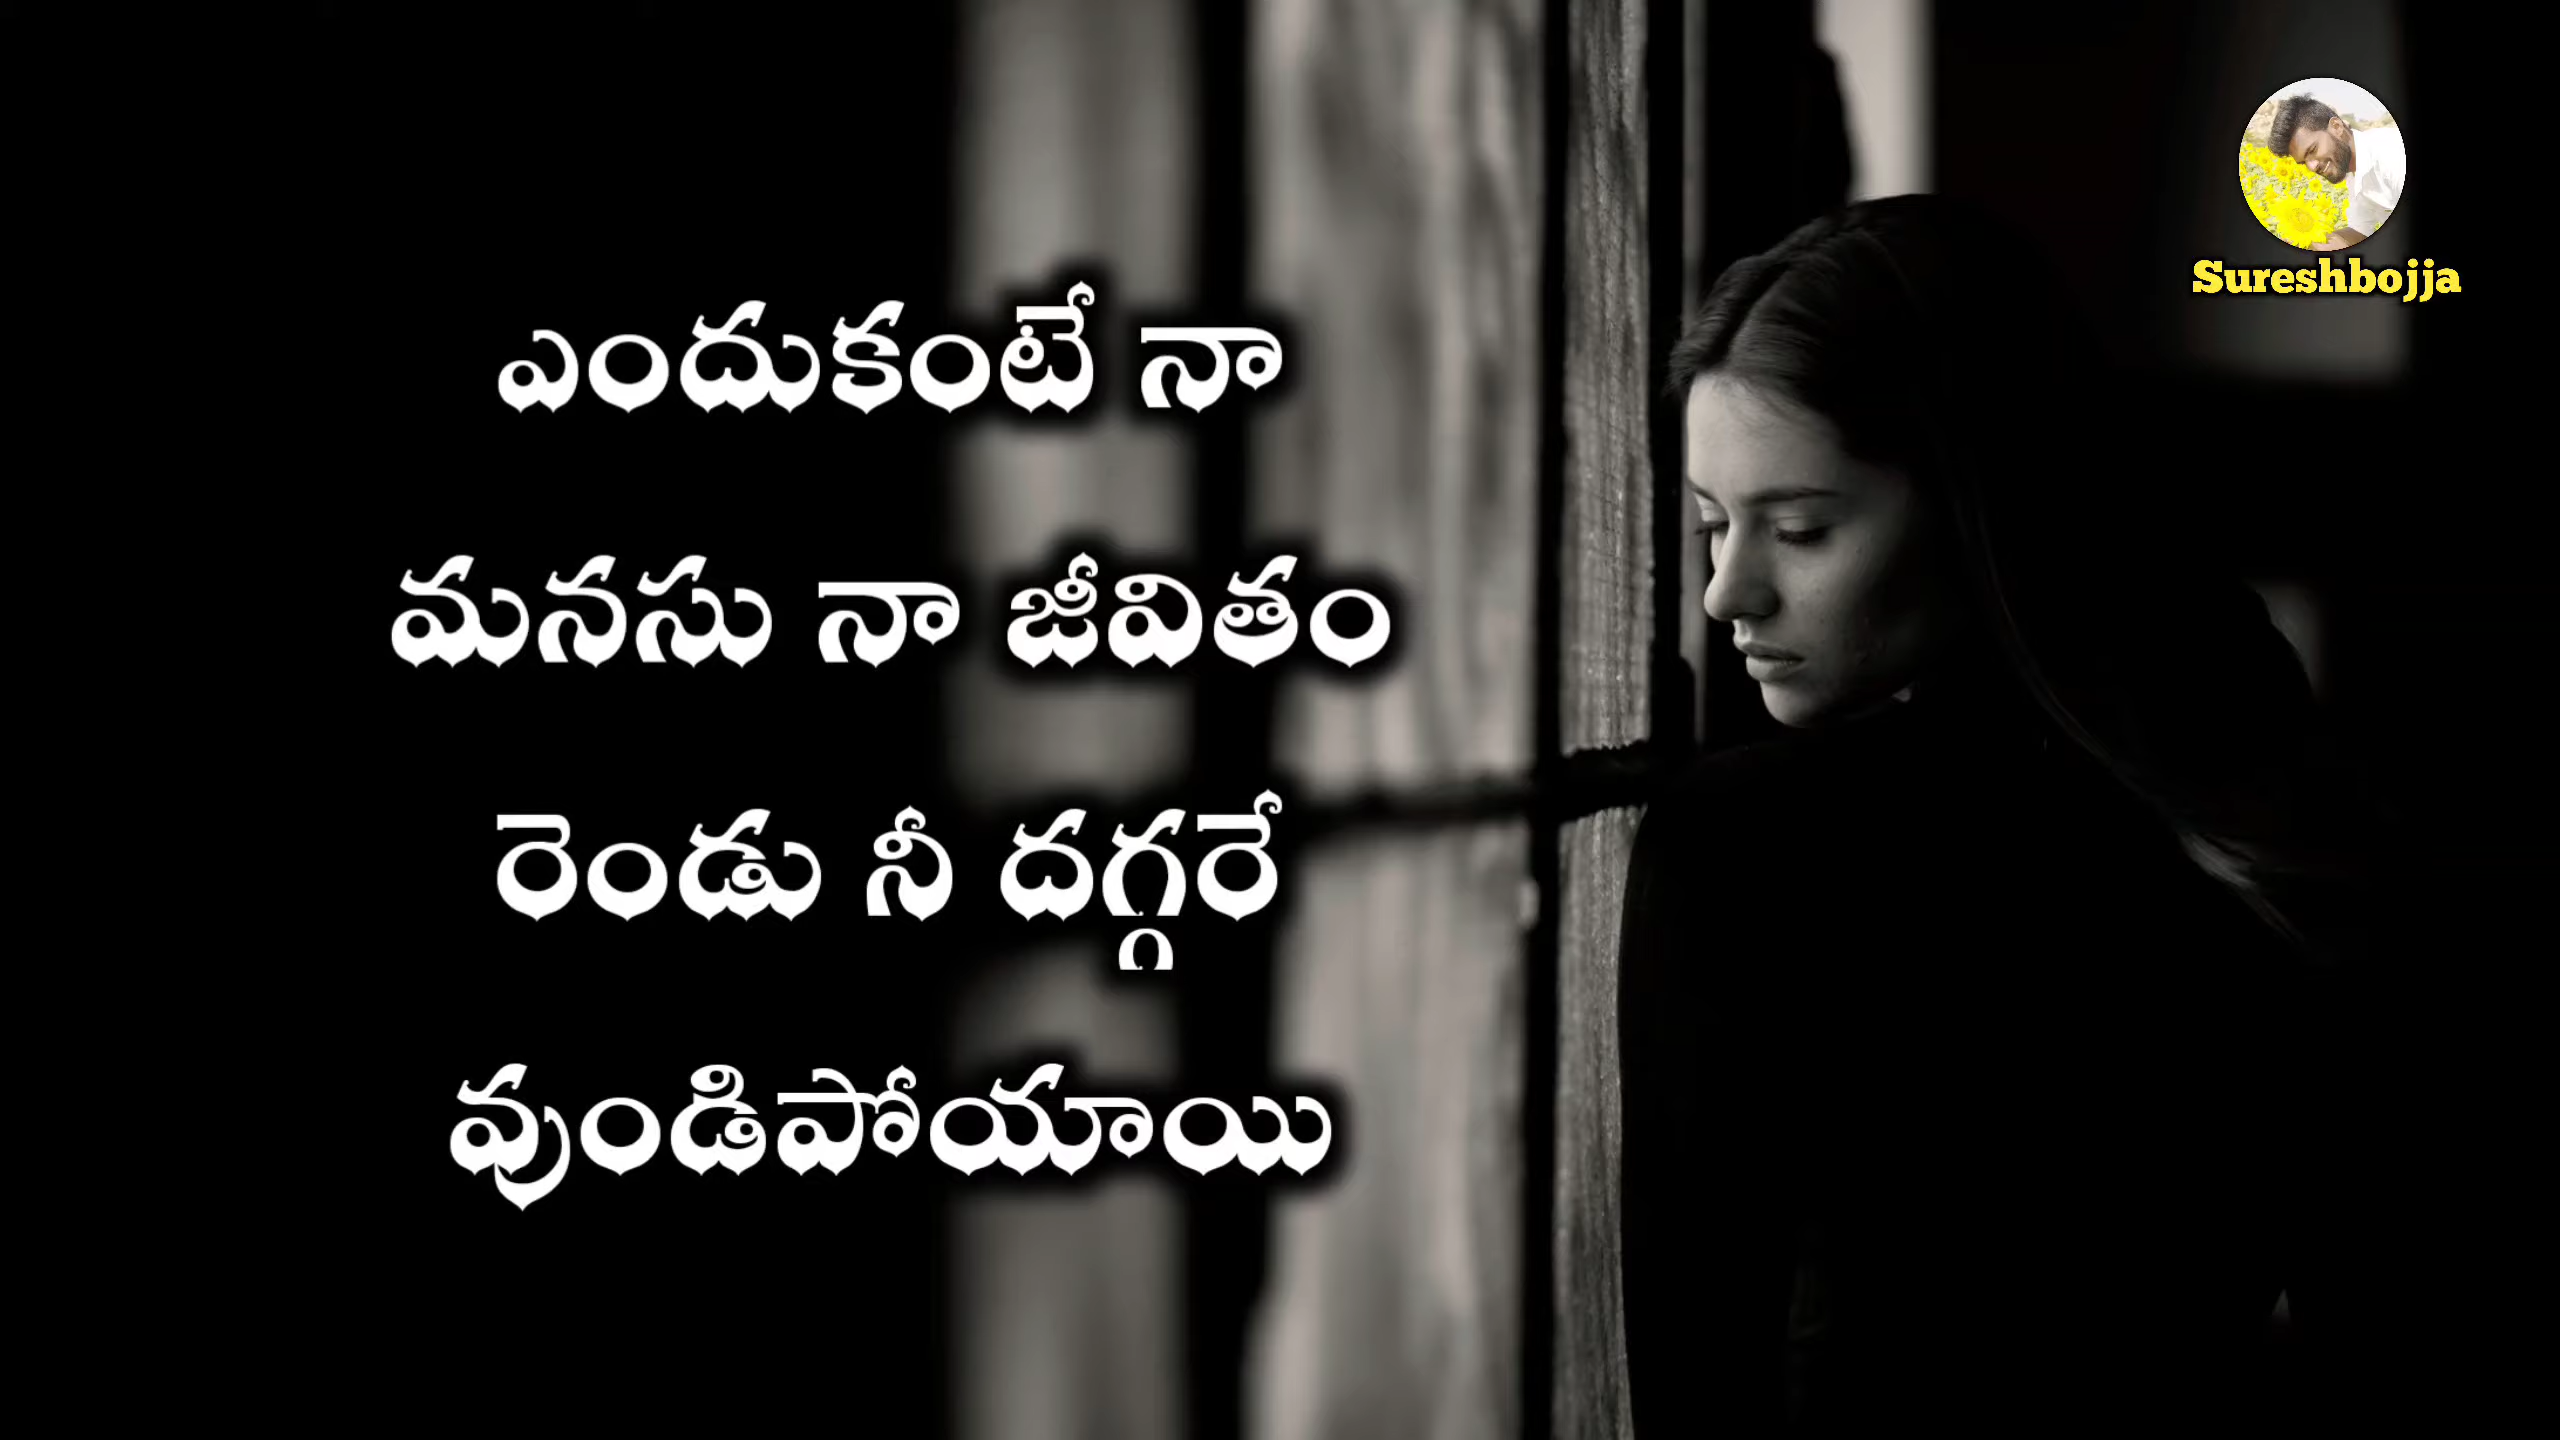 ఎందుకంటే నా
మనసు నా జీవితం
రెండు నీ దగ్గరే
వుండిపోయాయి
Sureshbojja